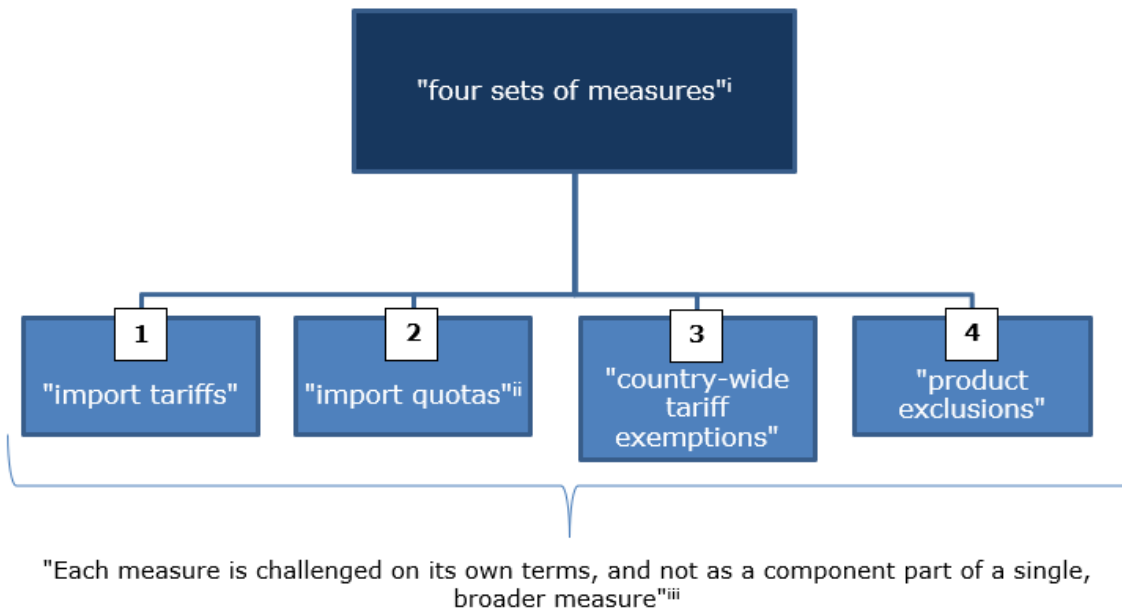 "four sets of measures"ⁱ
1
2
3
4
"import tariffs"
"import quotas"ⁱⁱ
"country-wide
tariff
exemptions"
"product
exclusions"
"Each measure is challenged on its own terms, and not as a component part of a single,
broader measure"ⁱⁱⁱ